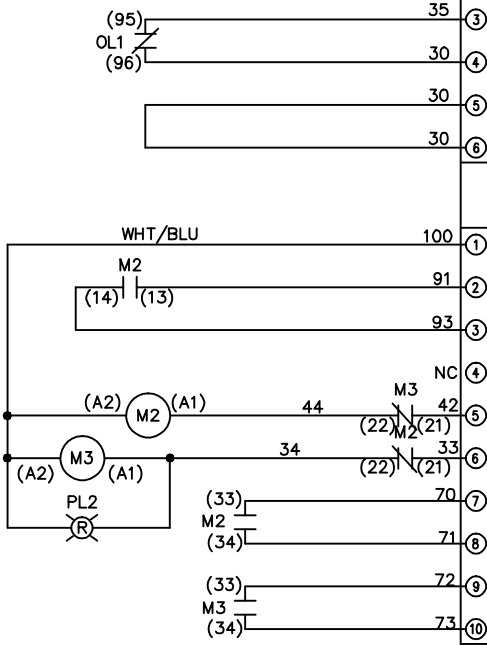 (95) 35 3
OL1
(96) 30 4
30 5
30 6
WHT/BLU 100 1
M2
(14) (13) 91 2
93 3
NC 4
M3
(A2) M2 (A1) 44 (22) (21) 42 5
M2
(A2) M3 (A1) 34 (22) (21) 33 6
PL2
R
(33) 70 7
M2
(34) 71 8
(33) 72 9
M3
(34) 73 10